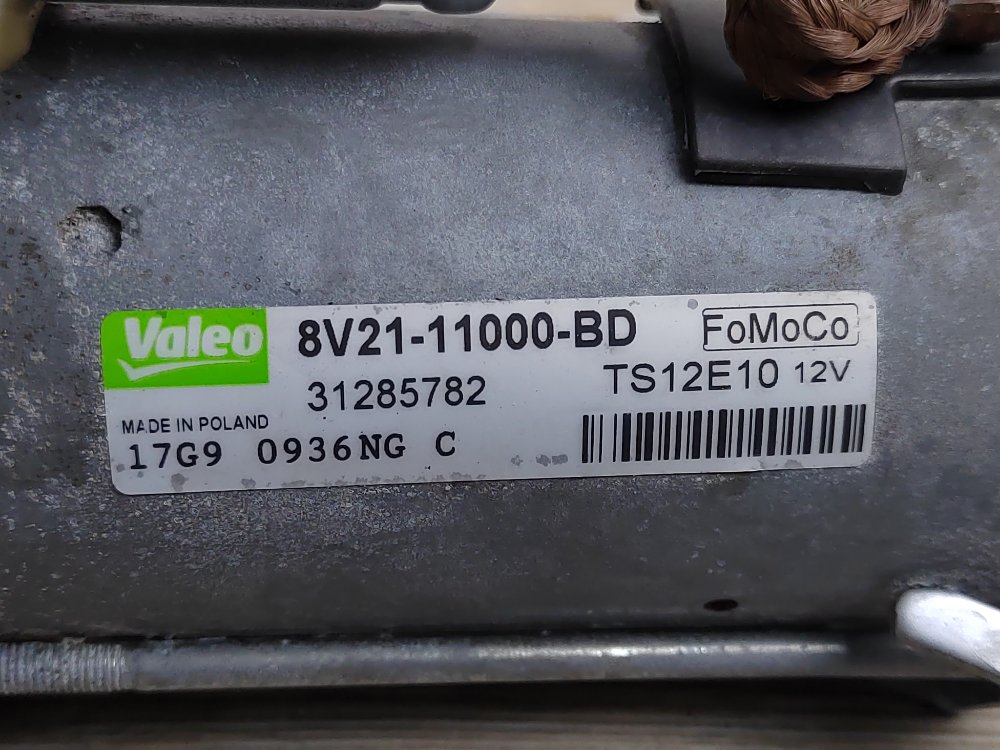 Valeo 8V21-11000-BD FoMoCo
31285782 TS12E10 12V
MADE IN POLAND
17G9 0936NG C